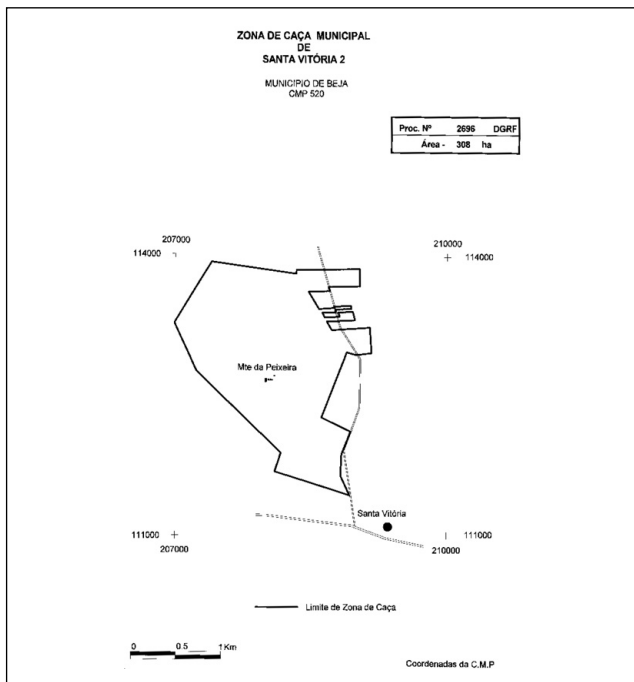 ZONA DE CAÇA MUNICIPAL
DE
SANTA VITÓRIA 2
MUNICIPIO DE BEJA
CMP 520
Proc. Nº 2696 DGRF
Área - 308 ha
207000
114000
210000
114000
Mte da Peixeira
Santa Vitória
111000
207000
111000
210000
Limite de Zona de Caça
0 0.5 1 Km
Coordenadas da C.M.P